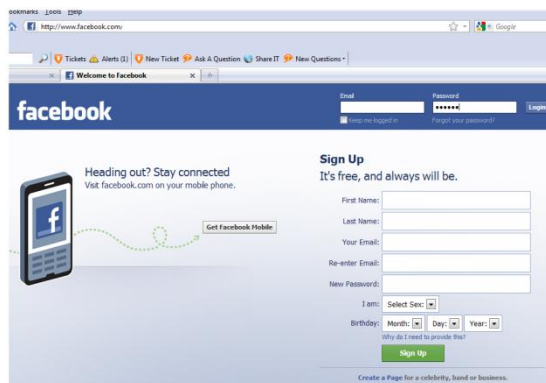 ookmarks Tools Help
http://www.facebook.com/
Google
Tickets Alerts (1) New Ticket Ask A Question Share IT New Questions
Welcome to Facebook
facebook
Email
Password
••••••
Login
Keep me logged in
Forgot your password?
Heading out? Stay connected
Visit facebook.com on your mobile phone.
Get Facebook Mobile
f
Sign Up
It's free, and always will be.
First Name:
Last Name:
Your Email:
Re-enter Email:
New Password:
I am: Select Sex:
Birthday: Month: Day: Year:
Why do I need to provide this?
Sign Up
Create a Page for a celebrity, band or business.